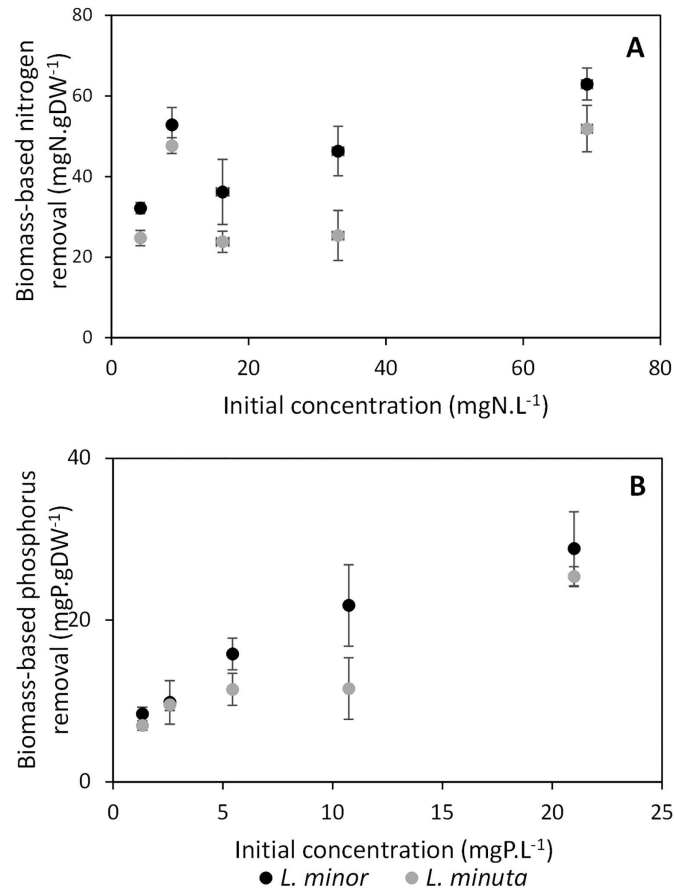 A
Biomass-based nitrogen
removal (mgN.gDW⁻¹)
80
60
40
20
0
0 20 40 60 80
Initial concentration (mgN.L⁻¹)
B
Biomass-based phosphorus
removal (mgP.gDW⁻¹)
40
20
0
0 5 10 15 20 25
Initial concentration (mgP.L⁻¹)
L. minor L. minuta